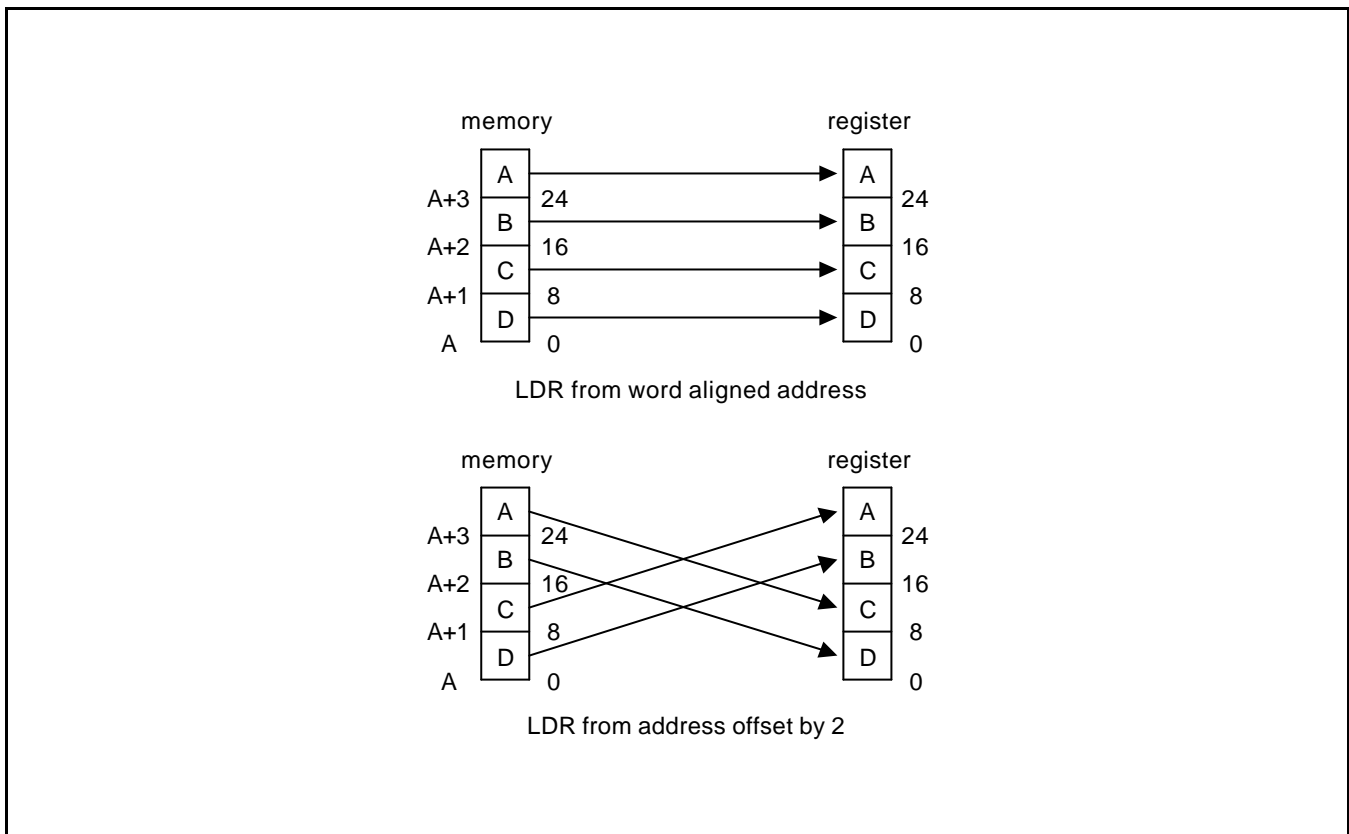 memory register
A A
A+3 24 24
B B
A+2 16 16
C C
A+1 8 8
D D
A 0 0
LDR from word aligned address
memory register
A A
A+3 24 24
B B
A+2 16 16
C C
A+1 8 8
D D
A 0 0
LDR from address offset by 2